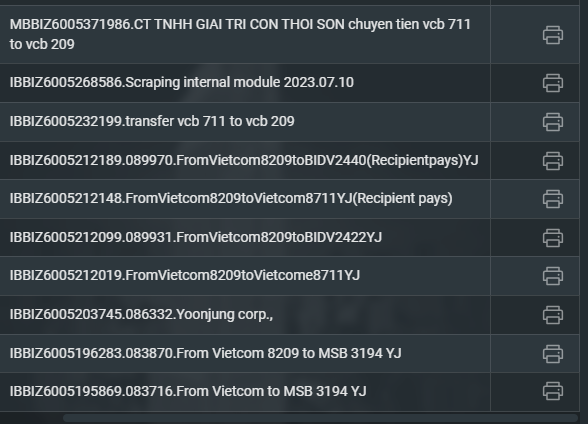 MBBIZ6005371986.CT TNHH GIAI TRI CON THOI SON chuyen tien vcb 711
to vcb 209
IBBIZ6005268586.Scraping internal module 2023.07.10
IBBIZ6005232199.transfer vcb 711 to vcb 209
IBBIZ6005212189.089970.FromVietcom8209toBIDV2440(Recipientpays)YJ
IBBIZ6005212148.FromVietcom8209toVietcom8711YJ(Recipient pays)
IBBIZ6005212099.089931.FromVietcom8209toBIDV2422YJ
IBBIZ6005212019.FromVietcom8209toVietcome8711YJ
IBBIZ6005203745.086332.Yoonjung corp.,
IBBIZ6005196283.083870.From Vietcom 8209 to MSB 3194 YJ
IBBIZ6005195869.083716.From Vietcom to MSB 3194 YJ